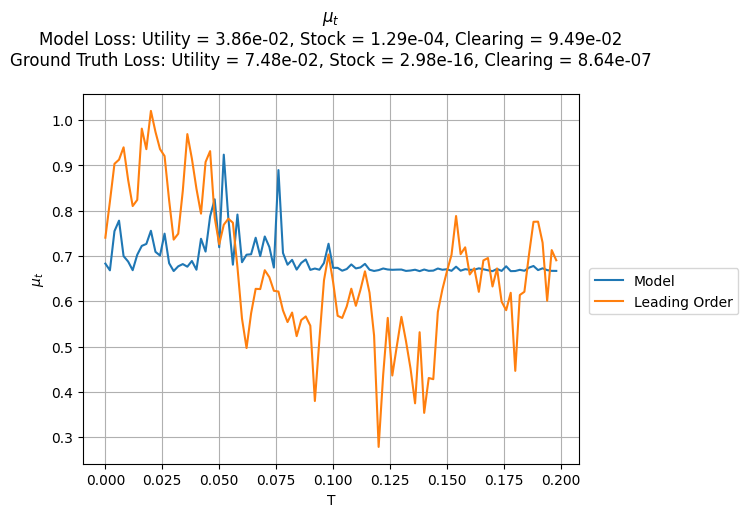 μₜ
Model Loss: Utility = 3.86e-02, Stock = 1.29e-04, Clearing = 9.49e-02
Ground Truth Loss: Utility = 7.48e-02, Stock = 2.98e-16, Clearing = 8.64e-07
1.0
0.9
0.8
0.7
0.6
0.5
0.4
0.3
μₜ
0.000 0.025 0.050 0.075 0.100 0.125 0.150 0.175 0.200
T
Model
Leading Order